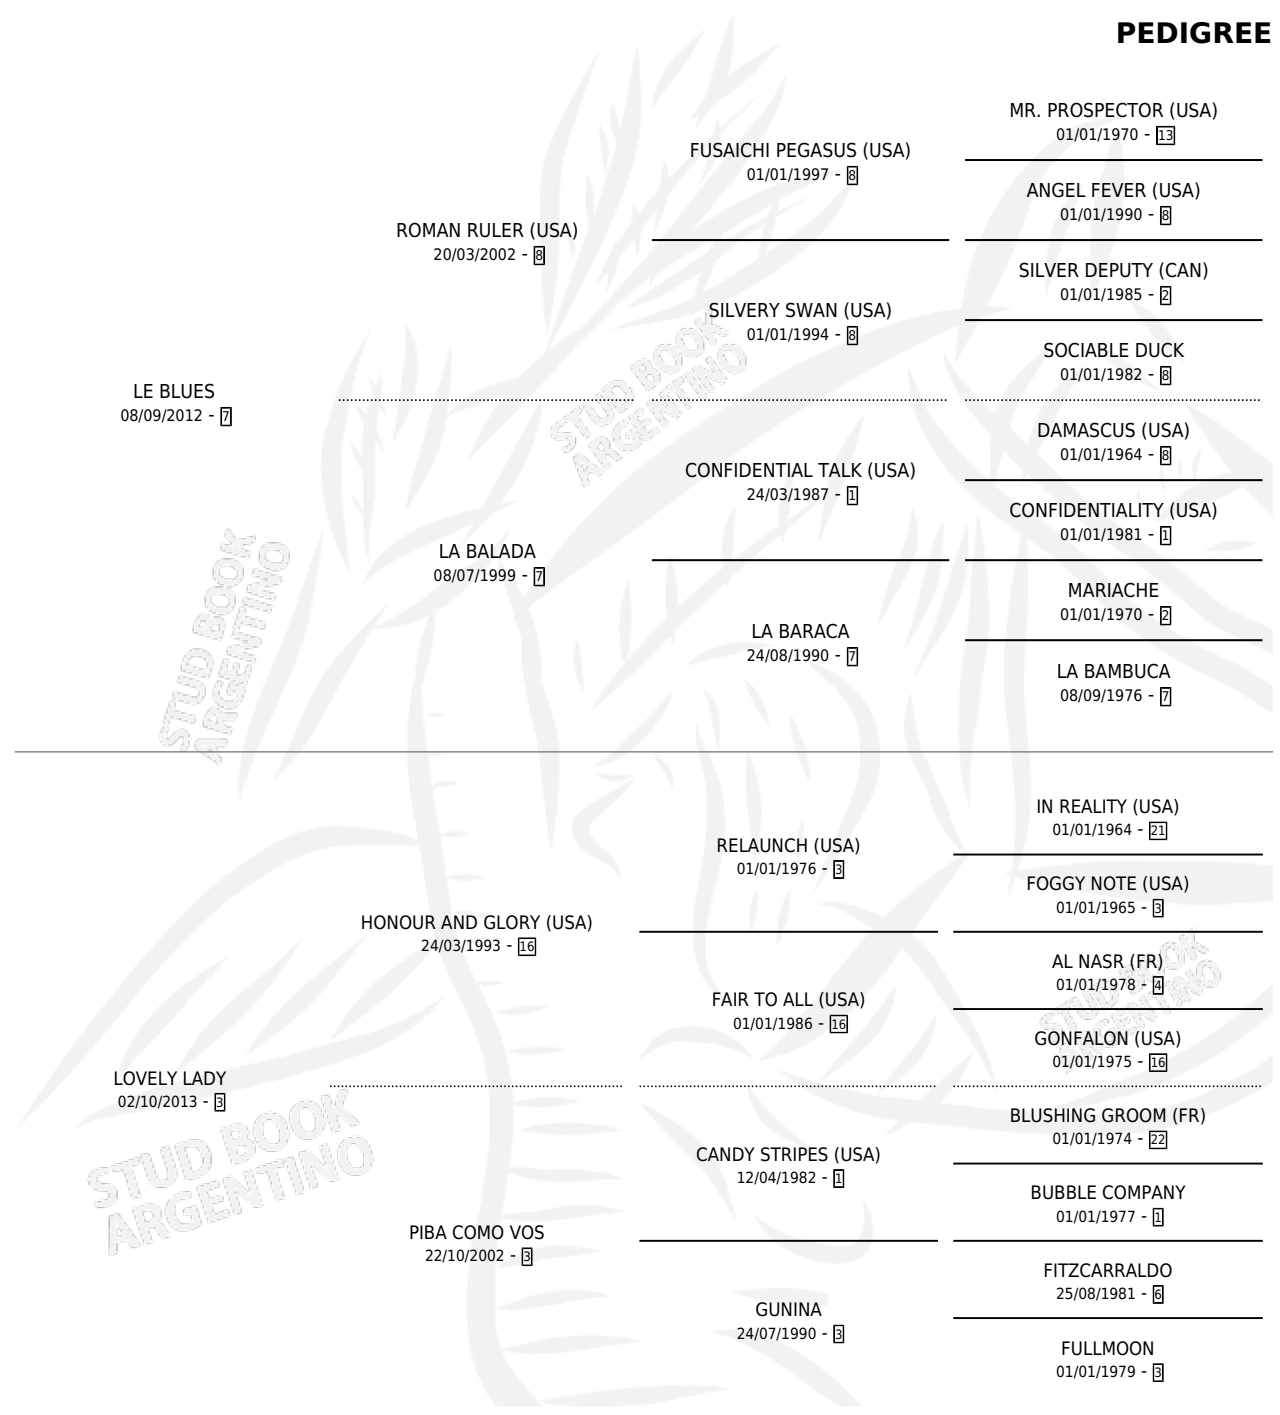 PEDIGREE
MR. PROSPECTOR (USA)
01/01/1970 - 13
FUSAICHI PEGASUS (USA)
01/01/1997 - 8
ANGEL FEVER (USA)
01/01/1990 - 8
ROMAN RULER (USA)
20/03/2002 - 8
SILVER DEPUTY (CAN)
01/01/1985 - 2
SILVERY SWAN (USA)
01/01/1994 - 8
SOCIABLE DUCK
01/01/1982 - 8
LE BLUES
08/09/2012 - 7
DAMASCUS (USA)
01/01/1964 - 8
CONFIDENTIAL TALK (USA)
24/03/1987 - 1
CONFIDENTIALITY (USA)
01/01/1981 - 1
LA BALADA
08/07/1999 - 7
MARIACHE
01/01/1970 - 2
LA BARACA
24/08/1990 - 7
LA BAMBUCA
08/09/1976 - 7
IN REALITY (USA)
01/01/1964 - 21
RELAUNCH (USA)
01/01/1976 - 3
FOGGY NOTE (USA)
01/01/1965 - 3
HONOUR AND GLORY (USA)
24/03/1993 - 16
AL NASR (FR)
01/01/1978 - 4
FAIR TO ALL (USA)
01/01/1986 - 16
GONFALON (USA)
01/01/1975 - 16
LOVELY LADY
02/10/2013 - 3
BLUSHING GROOM (FR)
01/01/1974 - 22
CANDY STRIPES (USA)
12/04/1982 - 1
BUBBLE COMPANY
01/01/1977 - 1
PIBA COMO VOS
22/10/2002 - 3
FITZCARRALDO
25/08/1981 - 6
GUNINA
24/07/1990 - 3
FULLMOON
01/01/1979 - 3
STUD BOOK
ARGENTINO
STUD BOOK
ARGENTINO
STUD BOOK
ARGENTINO
STUD BOOK
ARGENTINO